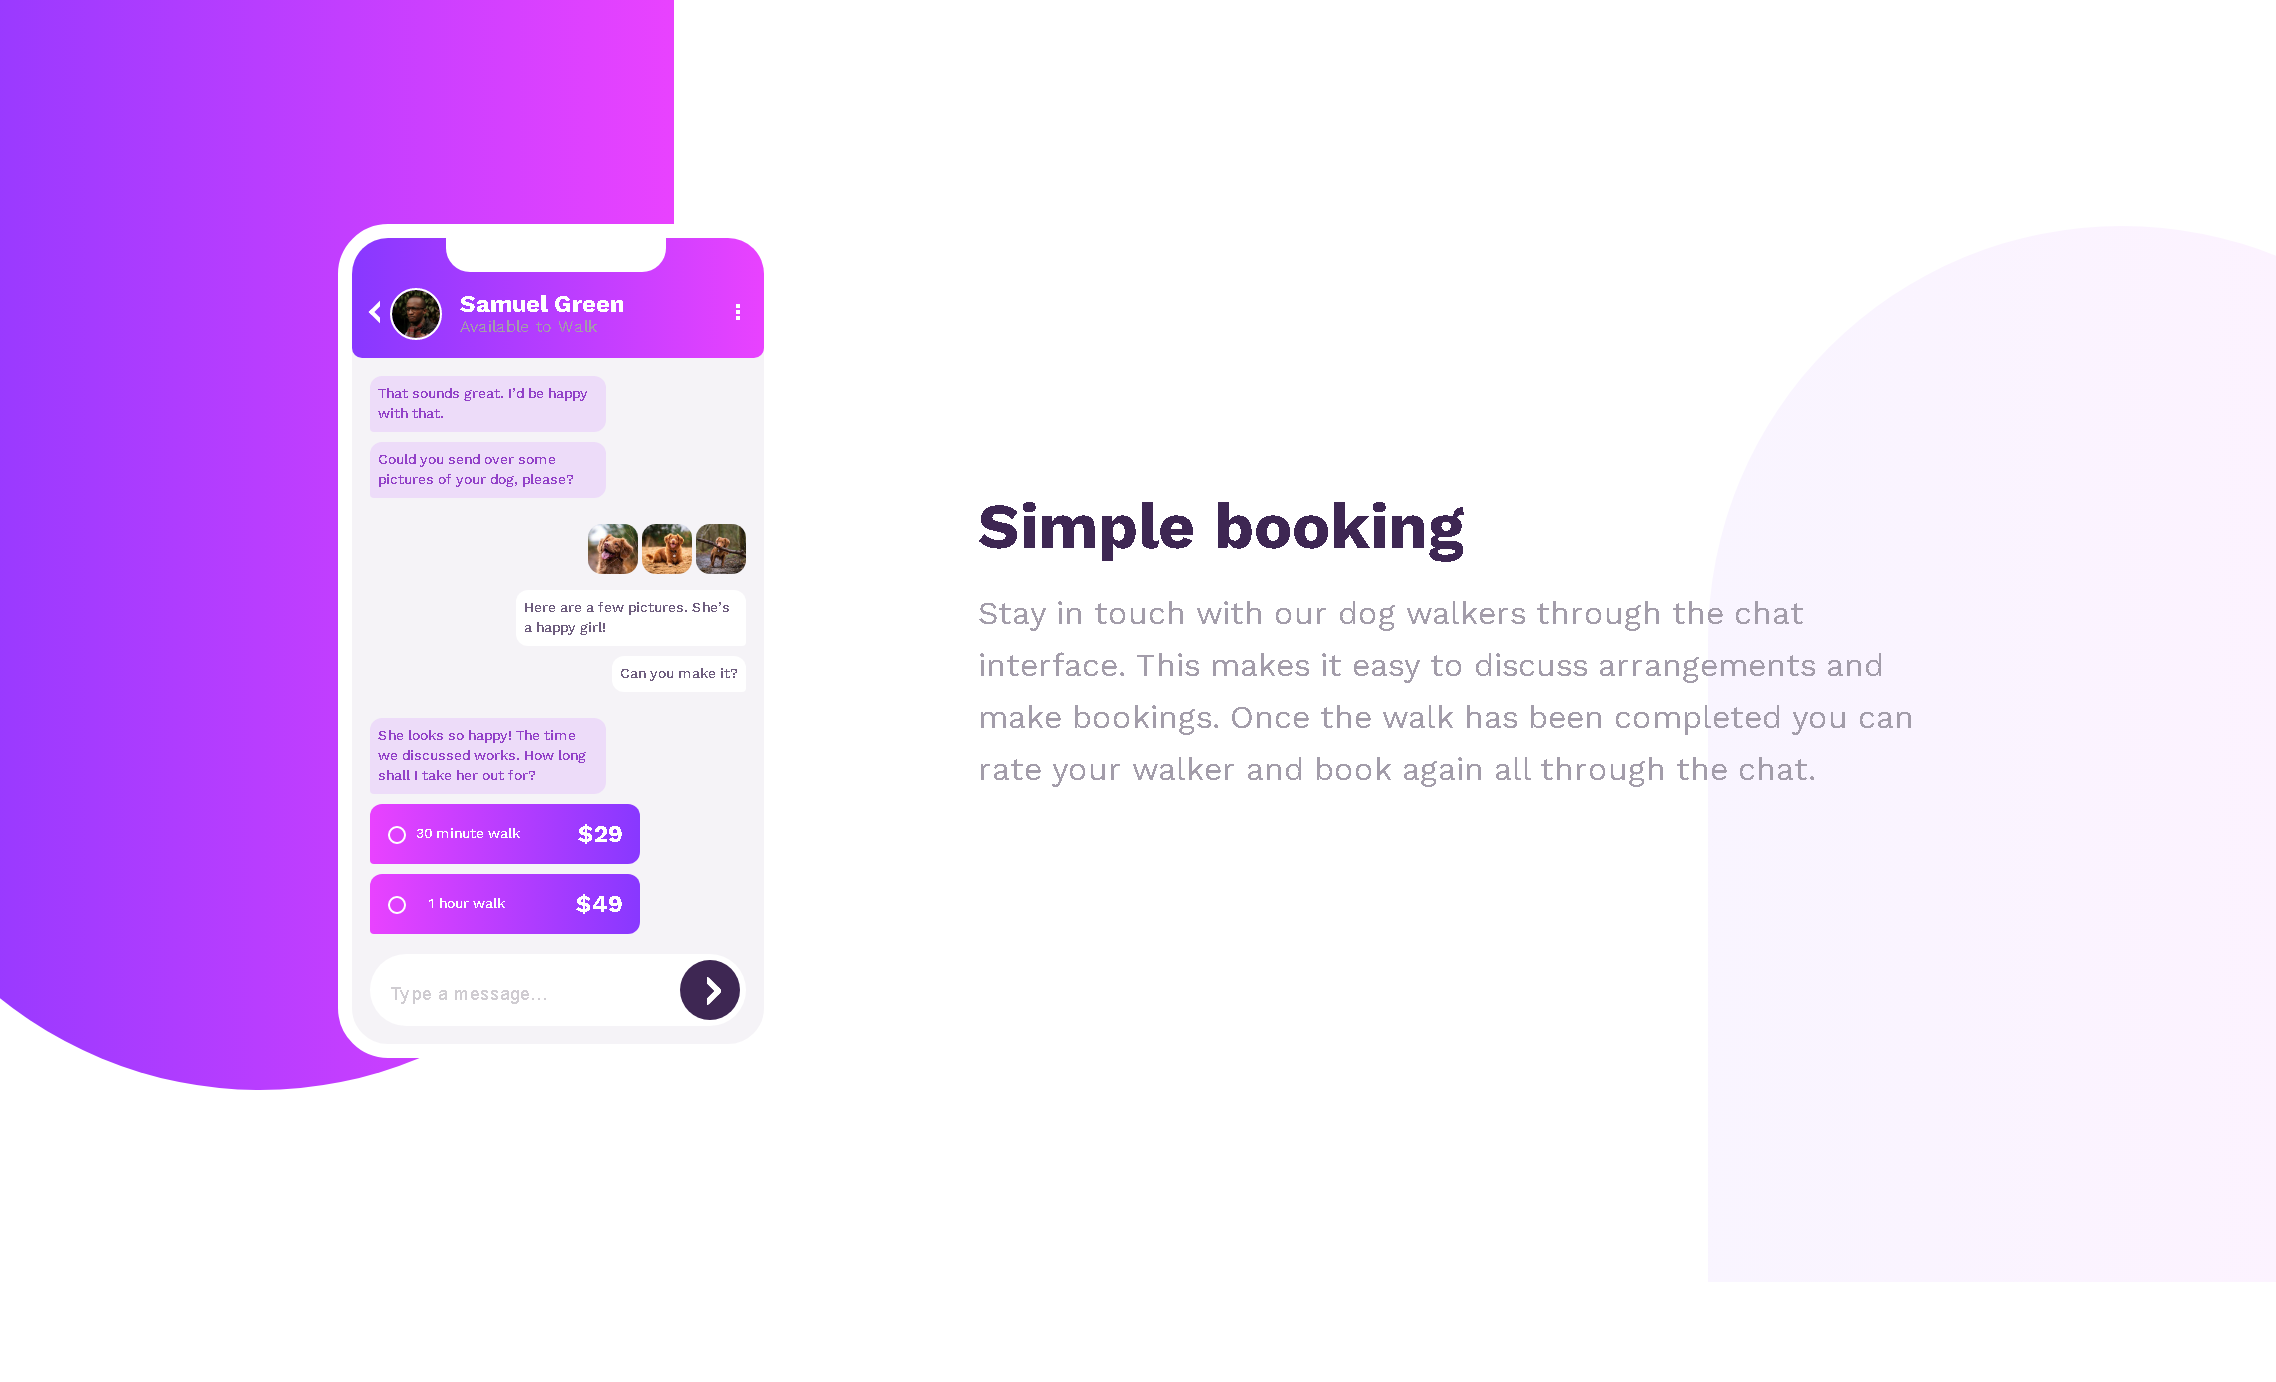 Samuel Green
Available to Walk
That sounds great. I’d be happy
with that.
Could you send over some
pictures of your dog, please?
Here are a few pictures. She’s
a happy girl!
Can you make it?
She looks so happy! The time
we discussed works. How long
shall I take her out for?
30 minute walk $29
1 hour walk $49
Type a message…
Simple booking
Stay in touch with our dog walkers through the chat
interface. This makes it easy to discuss arrangements and
make bookings. Once the walk has been completed you can
rate your walker and book again all through the chat.